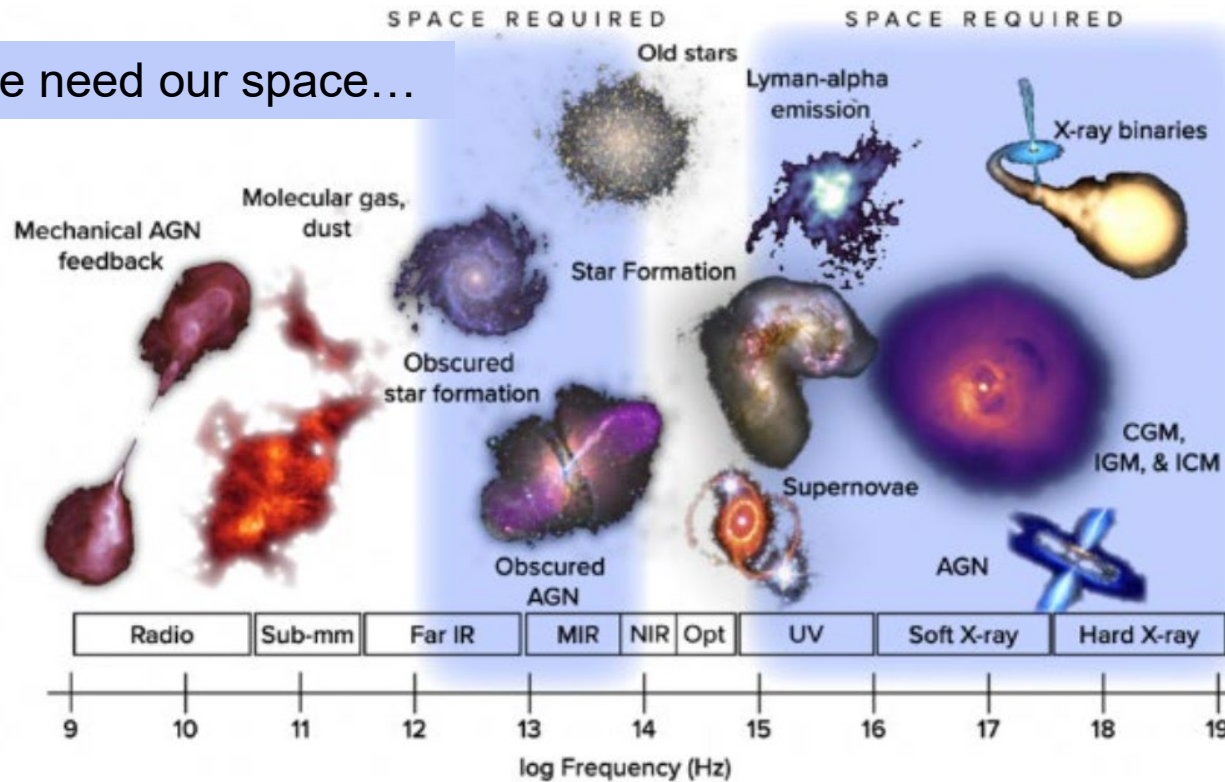 SPACE REQUIRED
SPACE REQUIRED
e need our space…
Old stars
Lyman-alpha
emission
X-ray binaries
Molecular gas,
dust
Mechanical AGN
feedback
Star Formation
Obscured
star formation
CGM,
IGM, & ICM
Supernovae
Obscured
AGN
AGN
Radio
Sub-mm
Far IR
MIR
NIR
Opt
UV
Soft X-ray
Hard X-ray
9 10 11 12 13 14 15 16 17 18 19
log Frequency (Hz)